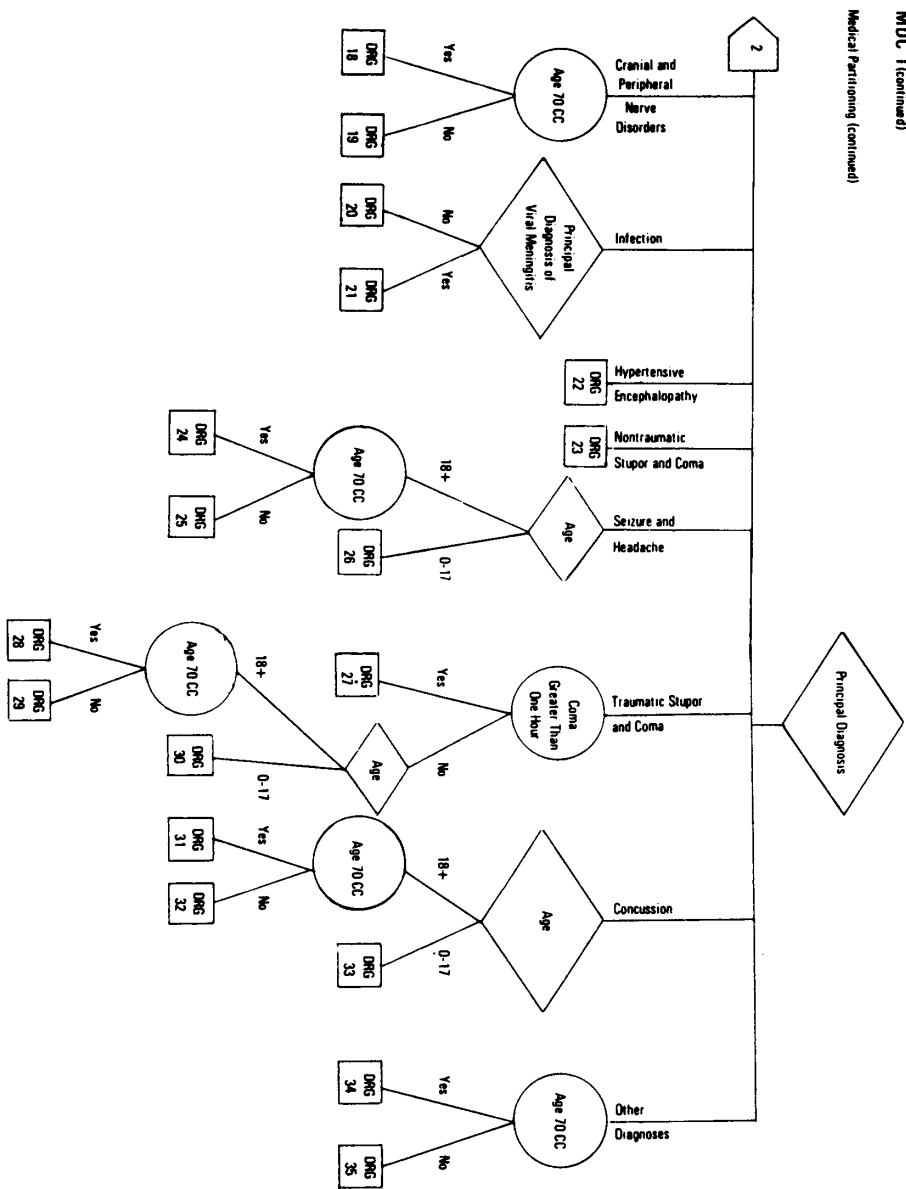 MDC 1 (continued)
Medical Partitioning (continued)
2
Principal Diagnosis
Cranial and
Peripheral
Nerve
Disorders
Age 70 CC
Yes
No
DRG
18
DRG
19
Infection
Principal
Diagnosis of
Viral Meningitis
No
Yes
DRG
20
DRG
21
Hypertensive
Encephalopathy
DRG
22
Nontraumatic
Stupor and Coma
DRG
23
Seizure and
Headache
Age
18+
0-17
Age 70 CC
DRG
26
Yes
No
DRG
24
DRG
25
Traumatic Stupor
and Coma
Coma
Greater Than
One Hour
Yes
No
DRG
27
Age
18+
0-17
Age 70 CC
DRG
30
Yes
No
DRG
28
DRG
29
Concussion
Age
18+
0-17
Age 70 CC
DRG
33
Yes
No
DRG
31
DRG
32
Other
Diagnoses
Age 70 CC
Yes
No
DRG
34
DRG
35